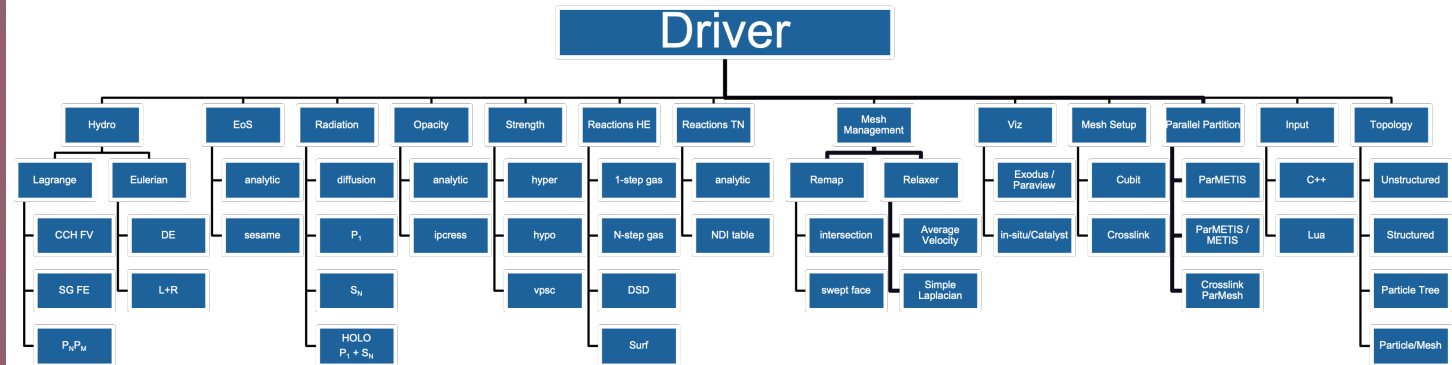 Driver
Hydro
EoS
Radiation
Opacity
Strength
Reactions HE
Reactions TN
Mesh
Management
Viz
Mesh Setup
Parallel Partition
Input
Topology
Lagrange
Eulerian
analytic
diffusion
analytic
hyper
1-step gas
analytic
Remap
Relaxer
Exodus /
Paraview
Cubit
ParMETIS
C++
Unstructured
CCH FV
DE
sesame
P₁
ipcress
hypo
N-step gas
NDI table
intersection
Average
Velocity
in-situ/Catalyst
Crosslink
ParMETIS /
METIS
Lua
Structured
SG FE
L+R
S_N
vpsc
DSD
swept face
Simple
Laplacian
Crosslink
ParMesh
Particle Tree
P_NP_M
HOLO
P₁ + S_N
Surf
Particle/Mesh